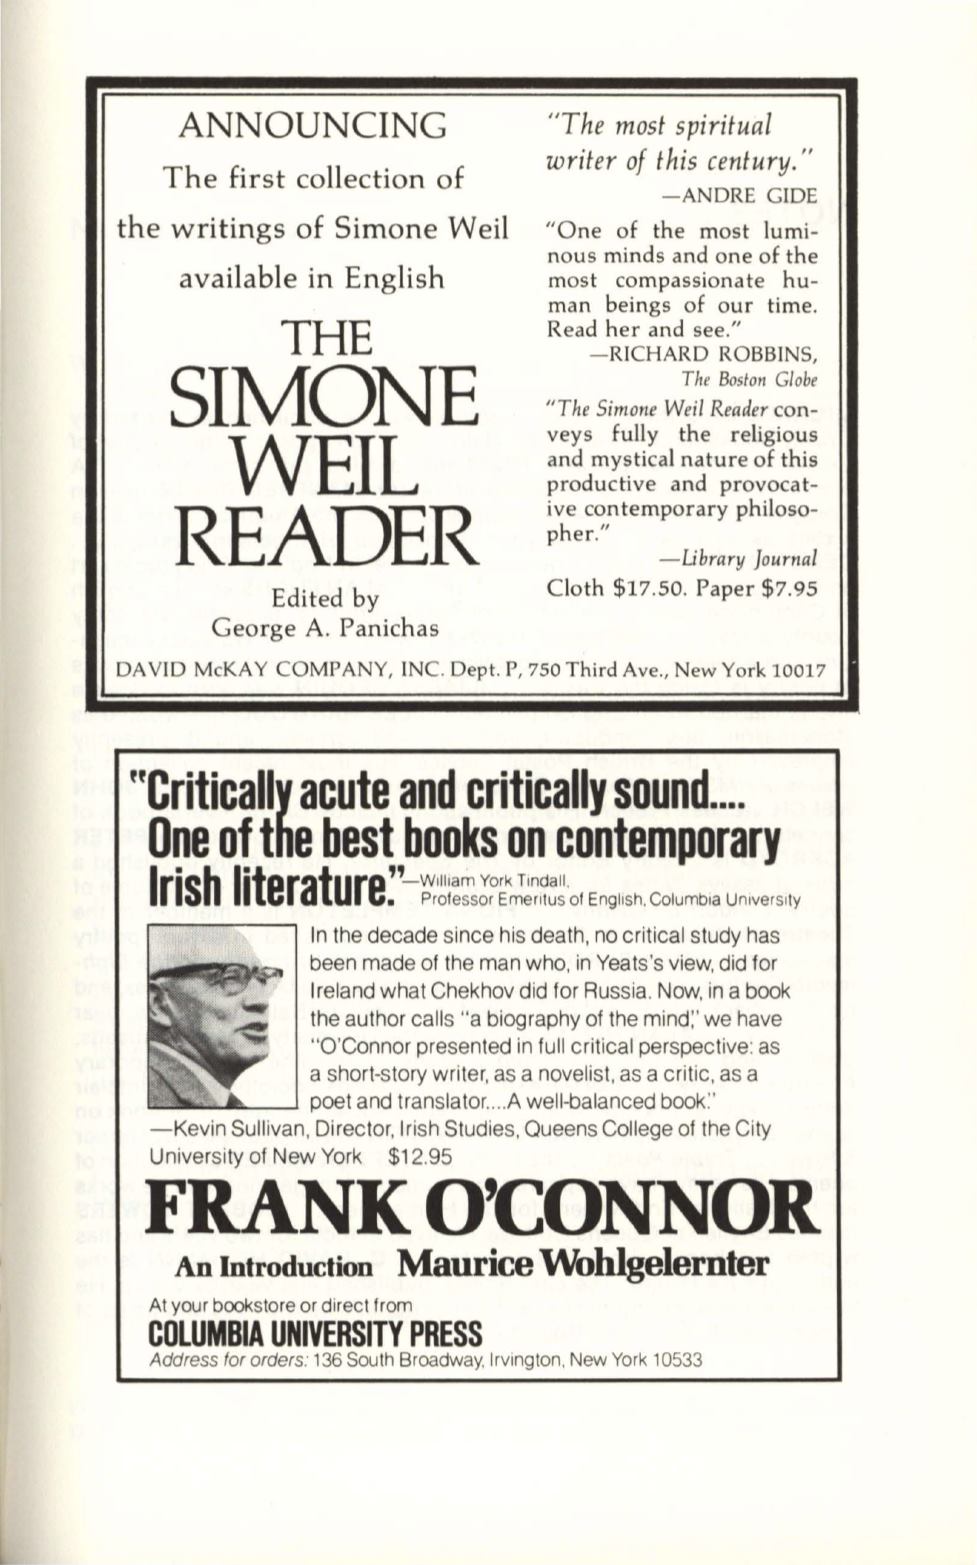 ANNOUNCING
The first collection of
the writings of Simone Weil
available in English
THE
SIMONE
WEIL
READER
Edited by
George A. Panichas
"The most spiritual
writer of this century."
—ANDRE GIDE
"One of the most lumi-
nous minds and one of the
most compassionate hu-
man beings of our time.
Read her and see."
—RICHARD ROBBINS,
The Boston Globe
"The Simone Weil Reader con-
veys fully the religious
and mystical nature of this
productive and provocat-
ive contemporary philoso-
pher."
—Library Journal
Cloth $17.50. Paper $7.95
DAVID McKAY COMPANY, INC. Dept. P, 750 Third Ave., New York 10017
"Critically acute and critically sound....
One of the best books on contemporary
Irish literature."—William York Tindall,
Professor Emeritus of English, Columbia University
In the decade since his death, no critical study has
been made of the man who, in Yeats's view, did for
Ireland what Chekhov did for Russia. Now, in a book
the author calls "a biography of the mind," we have
"O'Connor presented in full critical perspective: as
a short-story writer, as a novelist, as a critic, as a
poet and translator....A well-balanced book."
—Kevin Sullivan, Director, Irish Studies, Queens College of the City
University of New York $12.95
FRANK O'CONNOR
An Introduction Maurice Wohlgelernter
At your bookstore or direct from
COLUMBIA UNIVERSITY PRESS
Address for orders: 136 South Broadway, Irvington, New York 10533